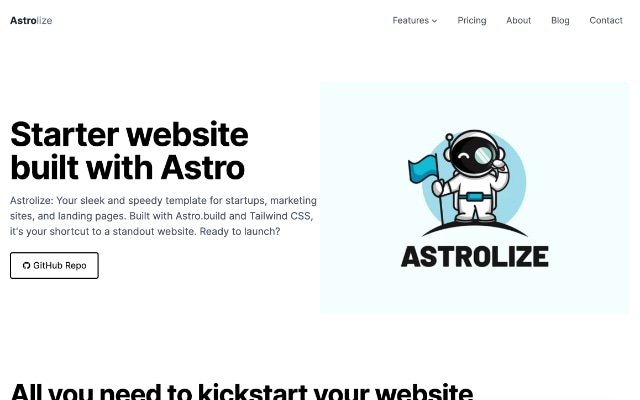 Astrolize
Features
Pricing
About
Blog
Contact
Starter website
built with Astro
Astrolize: Your sleek and speedy template for startups, marketing
sites, and landing pages. Built with Astro.build and Tailwind CSS,
it's your shortcut to a standout website. Ready to launch?
GitHub Repo
ASTROLIZE
All you need to kickstart your website